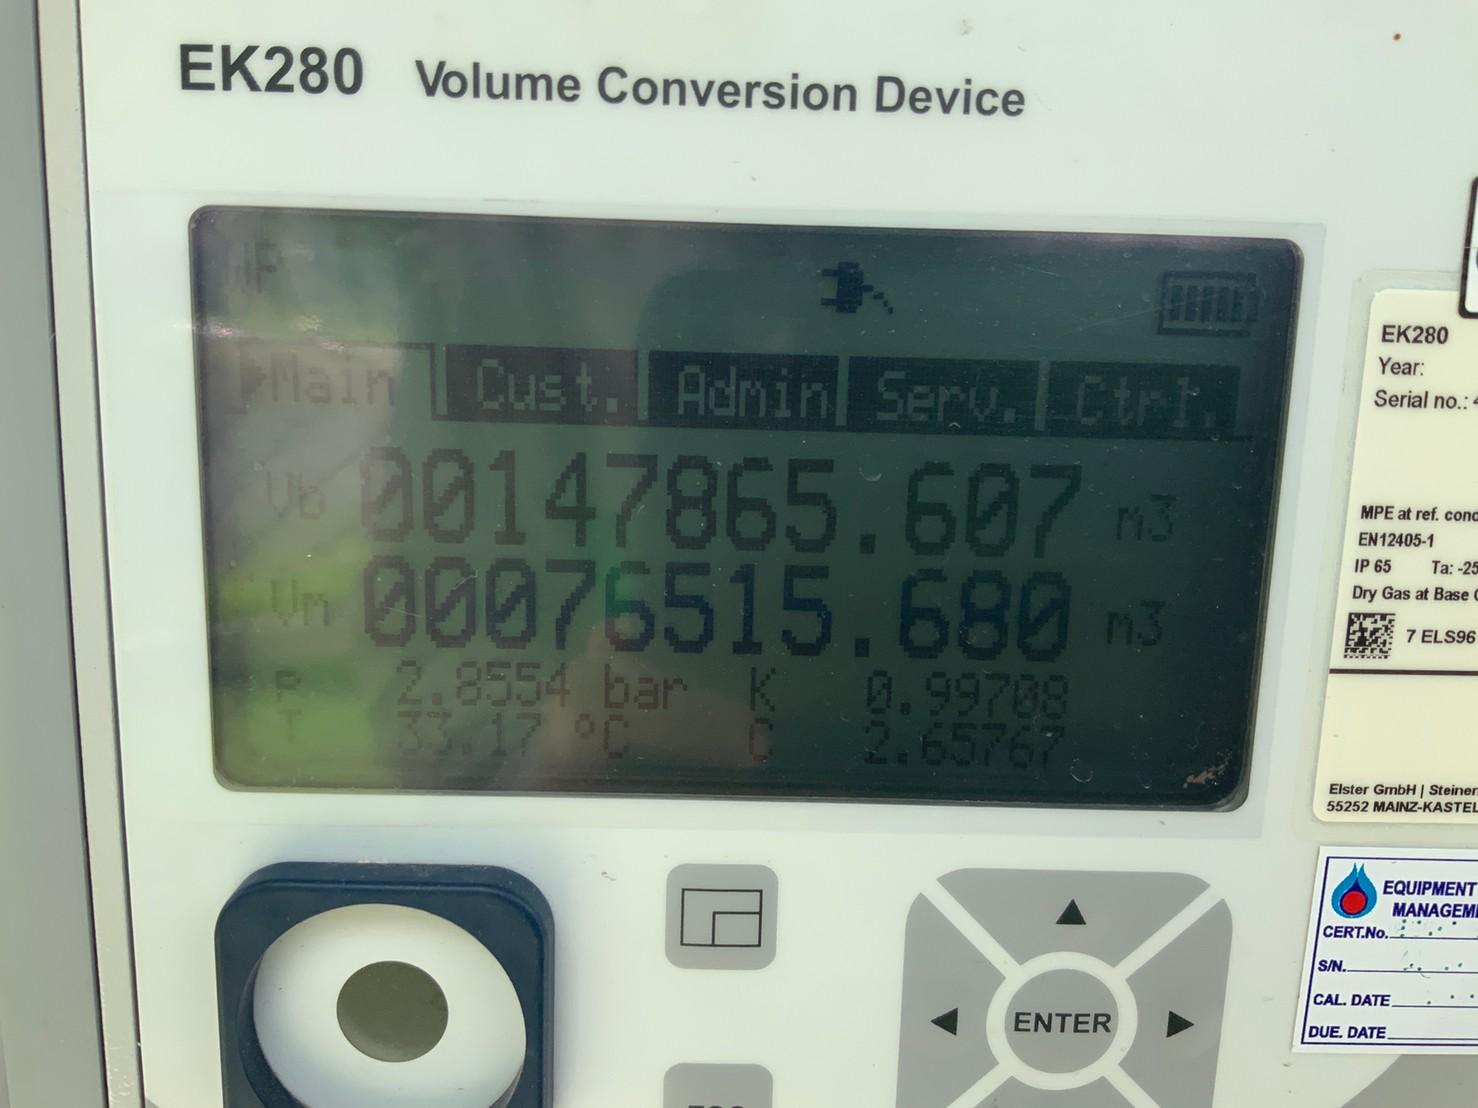 EK280 Volume Conversion Device
Main Cust. Admin Serv. Ctrl.
Vb 00147865.607 m3
Vm 00076515.680 m3
P 2.8554 bar K 0.99708
T 33.17 °C C 2.65767
EK280
Year:
Serial no.: 4
MPE at ref. cond
EN12405-1
IP 65 Ta: -25
Dry Gas at Base
7 ELS96
Elster GmbH | Steinern
55252 MAINZ-KASTEL
EQUIPMENT
MANAGEM
CERT.No.
S/N.
CAL. DATE
DUE. DATE
ENTER